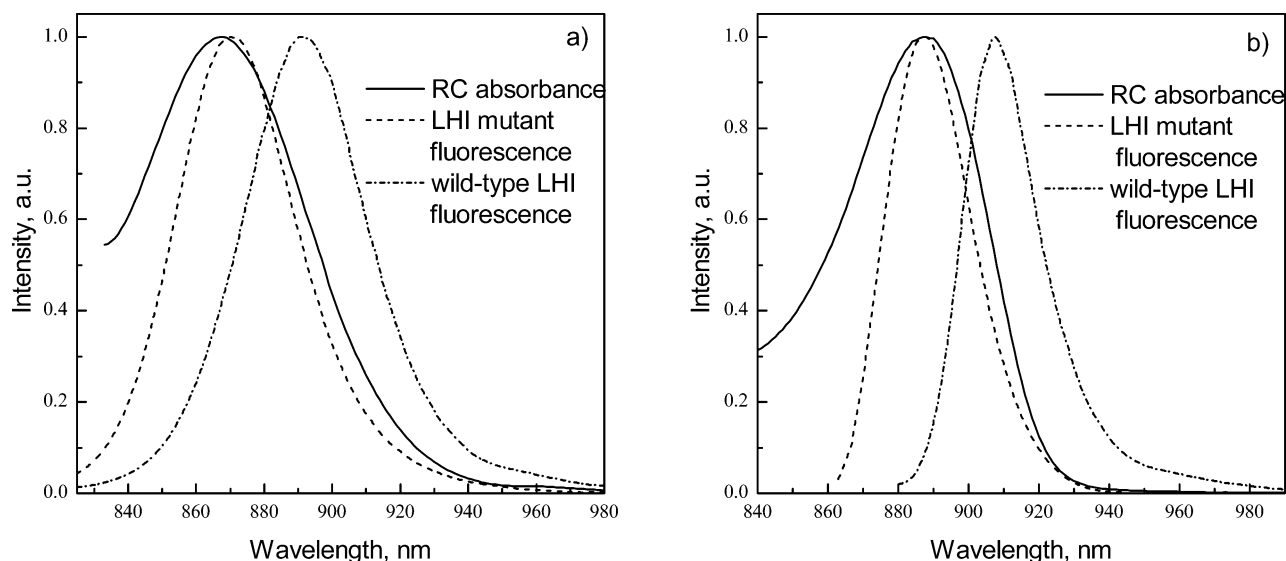 a)
1.0
0.8
0.6
0.4
0.2
0.0
Intensity, a.u.
RC absorbance
LHI mutant
fluorescence
wild-type LHI
fluorescence
840 860 880 900 920 940 960 980
Wavelength, nm
b)
1.0
0.8
0.6
0.4
0.2
0.0
Intensity, a.u.
RC absorbance
LHI mutant
fluorescence
wild-type LHI
fluorescence
840 860 880 900 920 940 960 980
Wavelength, nm